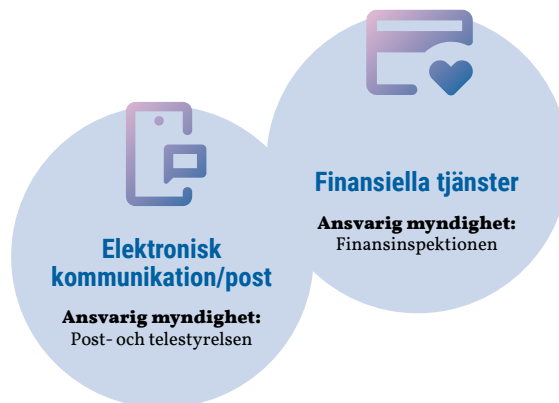 Finansiella tjänster
Ansvarig myndighet:
Finansinspektionen
Elektronisk
kommunikation/post
Ansvarig myndighet:
Post- och telestyrelsen